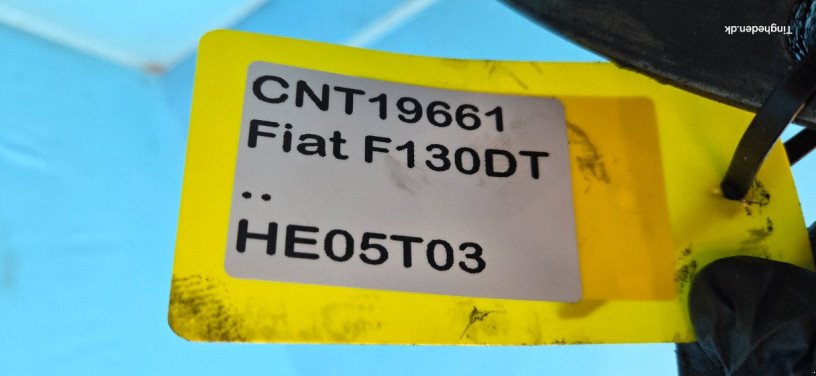 Tingheden.dk
CNT19661
Fiat F130DT
..
HE05T03